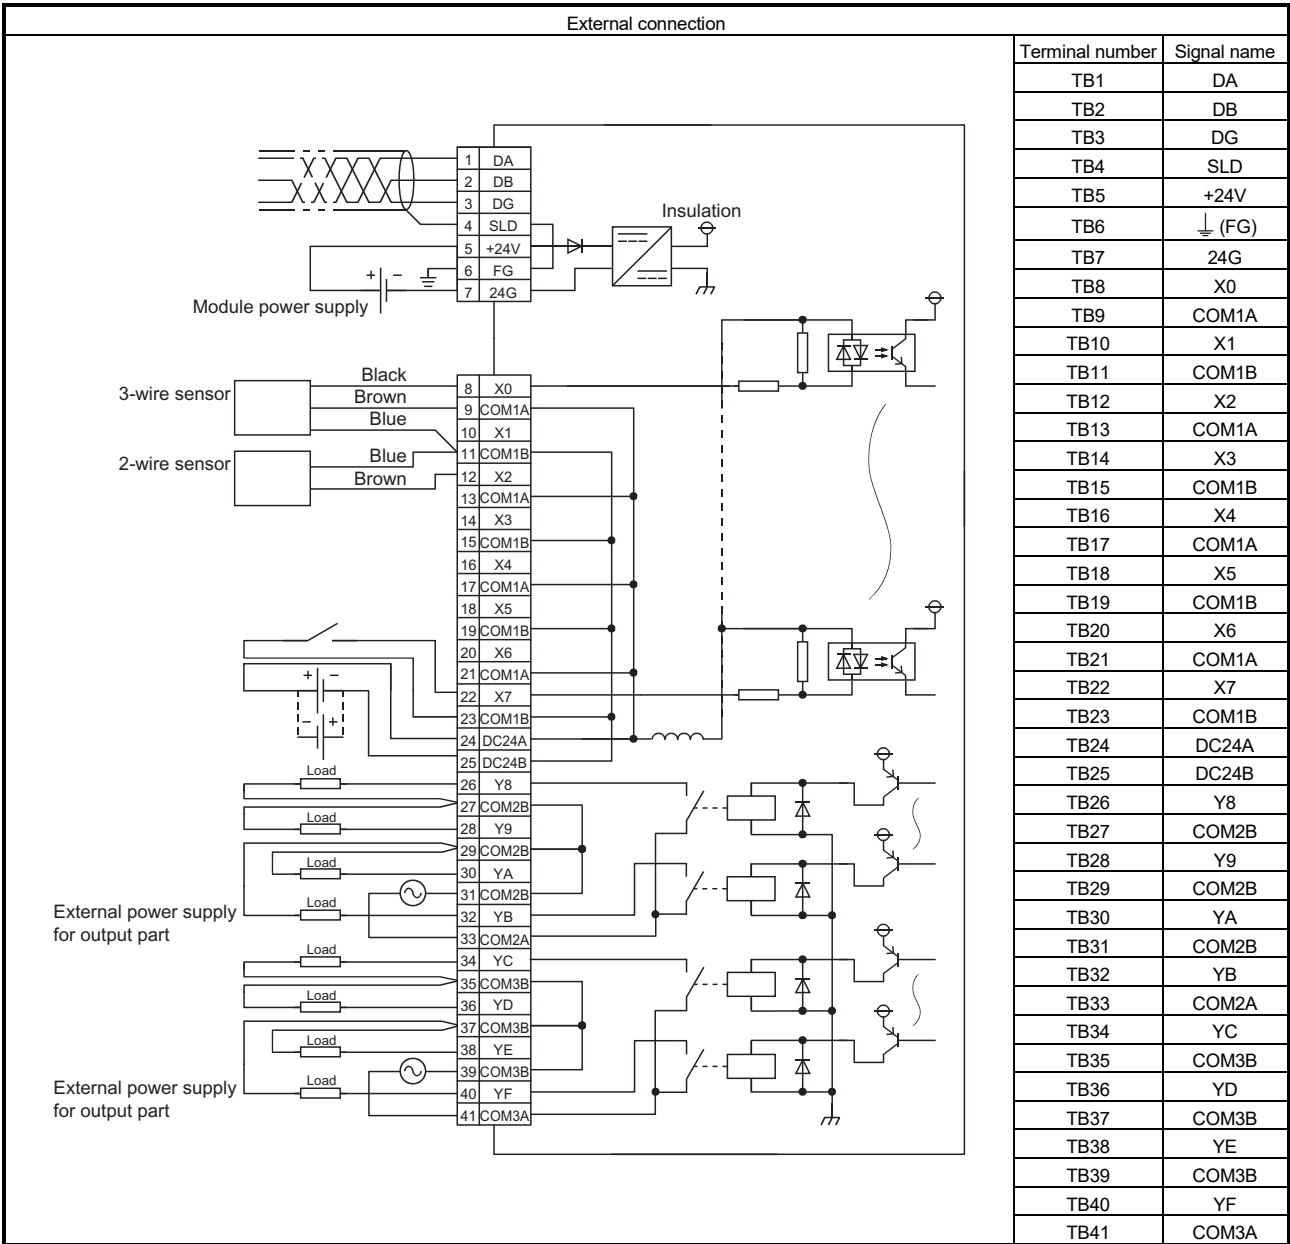 External connection
Terminal number Signal name
TB1 DA
TB2 DB
TB3 DG
TB4 SLD
TB5 +24V
TB6 (FG)
TB7 24G
TB8 X0
TB9 COM1A
TB10 X1
TB11 COM1B
TB12 X2
TB13 COM1A
TB14 X3
TB15 COM1B
TB16 X4
TB17 COM1A
TB18 X5
TB19 COM1B
TB20 X6
TB21 COM1A
TB22 X7
TB23 COM1B
TB24 DC24A
TB25 DC24B
TB26 Y8
TB27 COM2B
TB28 Y9
TB29 COM2B
TB30 YA
TB31 COM2B
TB32 YB
TB33 COM2A
TB34 YC
TB35 COM3B
TB36 YD
TB37 COM3B
TB38 YE
TB39 COM3B
TB40 YF
TB41 COM3A
1 DA
2 DB
3 DG
4 SLD
5 +24V
6 FG
7 24G
Insulation
+ −
Module power supply
3-wire sensor
Black
Brown
Blue
2-wire sensor
Blue
Brown
8 X0
9 COM1A
10 X1
11 COM1B
12 X2
13 COM1A
14 X3
15 COM1B
16 X4
17 COM1A
18 X5
19 COM1B
20 X6
21 COM1A
22 X7
23 COM1B
24 DC24A
25 DC24B
26 Y8
27 COM2B
28 Y9
29 COM2B
30 YA
31 COM2B
32 YB
33 COM2A
34 YC
35 COM3B
36 YD
37 COM3B
38 YE
39 COM3B
40 YF
41 COM3A
+ −
− +
Load
Load
Load
Load
External power supply
for output part
Load
Load
Load
Load
External power supply
for output part